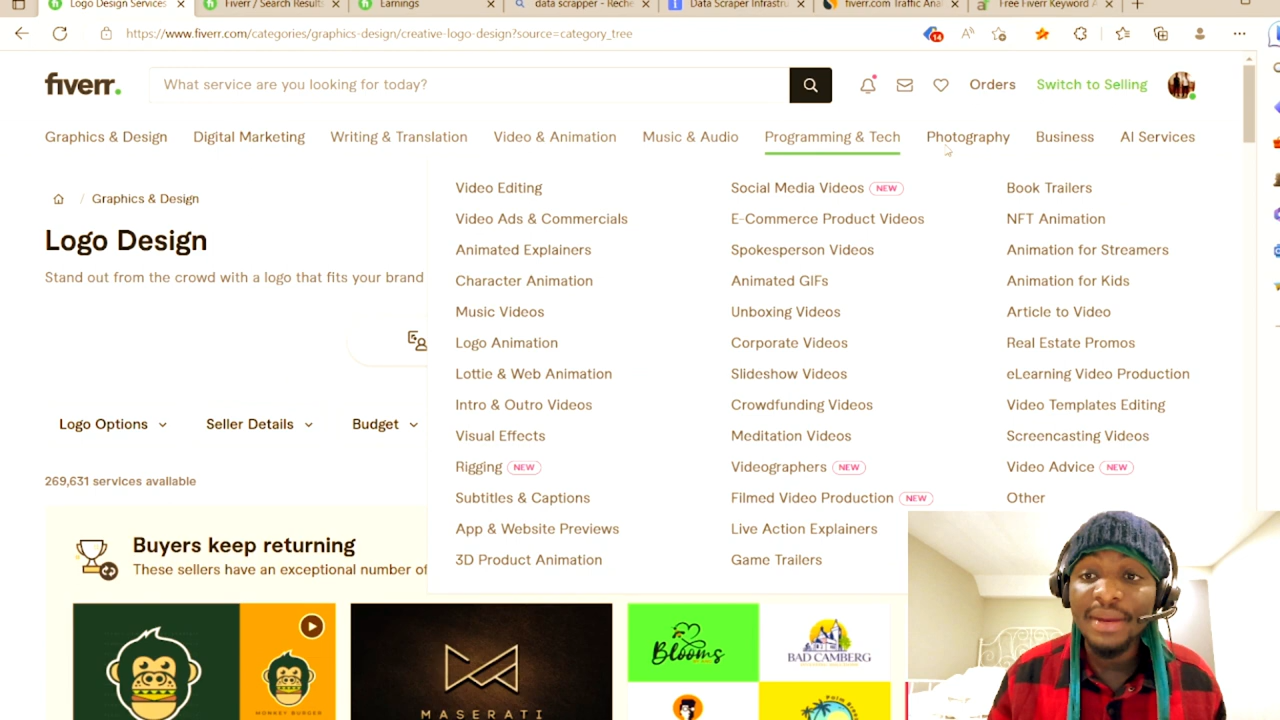 Logo Design Services
Fiverr / Search Results
Earnings
data scrapper - Reche
Data Scraper Infrastru
fiverr.com Traffic Anal
Free Fiverr Keyword A
https://www.fiverr.com/categories/graphics-design/creative-logo-design?source=category_tree
14
fiverr.
What service are you looking for today?
Orders
Switch to Selling
Graphics & Design
Digital Marketing
Writing & Translation
Video & Animation
Music & Audio
Programming & Tech
Photography
Business
AI Services
/ Graphics & Design
Logo Design
Stand out from the crowd with a logo that fits your brand
Logo Options
Seller Details
Budget
269,631 services available
Buyers keep returning
These sellers have an exceptional number of
Video Editing
Video Ads & Commercials
Animated Explainers
Character Animation
Music Videos
Logo Animation
Lottie & Web Animation
Intro & Outro Videos
Visual Effects
Rigging NEW
Subtitles & Captions
App & Website Previews
3D Product Animation
Social Media Videos NEW
E-Commerce Product Videos
Spokesperson Videos
Animated GIFs
Unboxing Videos
Corporate Videos
Slideshow Videos
Crowdfunding Videos
Meditation Videos
Videographers NEW
Filmed Video Production NEW
Live Action Explainers
Game Trailers
Book Trailers
NFT Animation
Animation for Streamers
Animation for Kids
Article to Video
Real Estate Promos
eLearning Video Production
Video Templates Editing
Screencasting Videos
Video Advice NEW
Other
MONKEY BURGER
MASERATI
Blooms
BAD CAMBERG